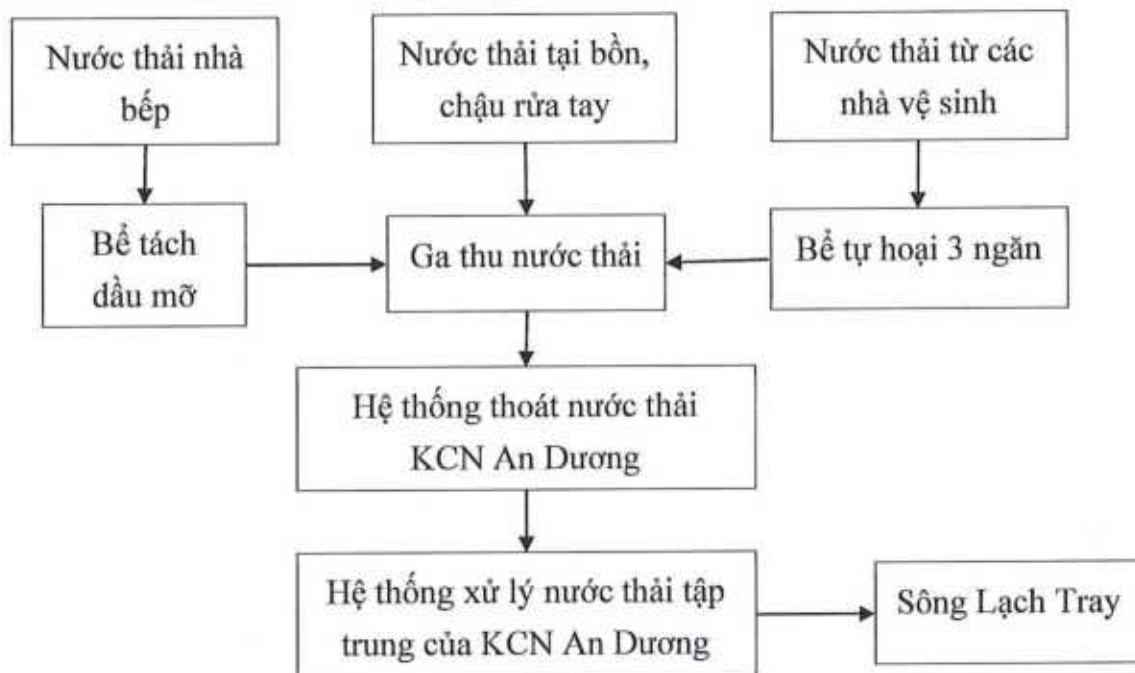 Nước thải nhà
bếp
Nước thải tại bồn,
chậu rửa tay
Nước thải từ các
nhà vệ sinh
Bể tách
dầu mỡ
Ga thu nước thải
Bể tự hoại 3 ngăn
Hệ thống thoát nước thải
KCN An Dương
Hệ thống xử lý nước thải tập
trung của KCN An Dương
Sông Lạch Tray